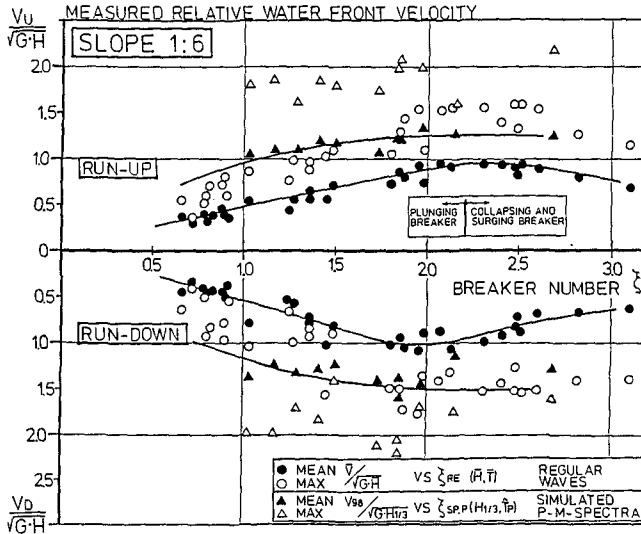 MEASURED RELATIVE WATER FRONT VELOCITY
Vu
√G·H
SLOPE 1:6
2.0
1.5
1.0
RUN-UP
0.5
PLUNGING BREAKER
COLLAPSING AND SURGING BREAKER
0
0.5 1.0 1.5 2.0 2.5 3.0 ξ
BREAKER NUMBER
0.5
RUN-DOWN
1.0
1.5
2.0
2.5
VD
√G·H
● MEAN V̅/√G·H VS ξRE (H̅,T̅) REGULAR
○ MAX WAVES
▲ MEAN V98/√G·H1/3 VS ξSP,P(H1/3,T̂P) SIMULATED
△ MAX P-M-SPECTRA